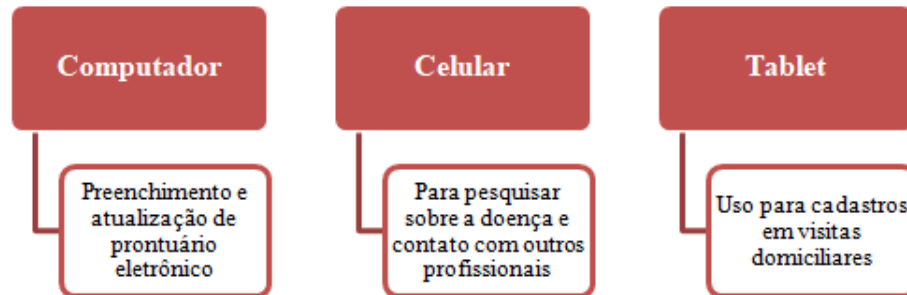 Computador
Preenchimento e
atualização de
prontuário
eletrônico
Celular
Para pesquisar
sobre a doença e
contato com outros
profissionais
Tablet
Uso para cadastros
em visitas
domiciliares